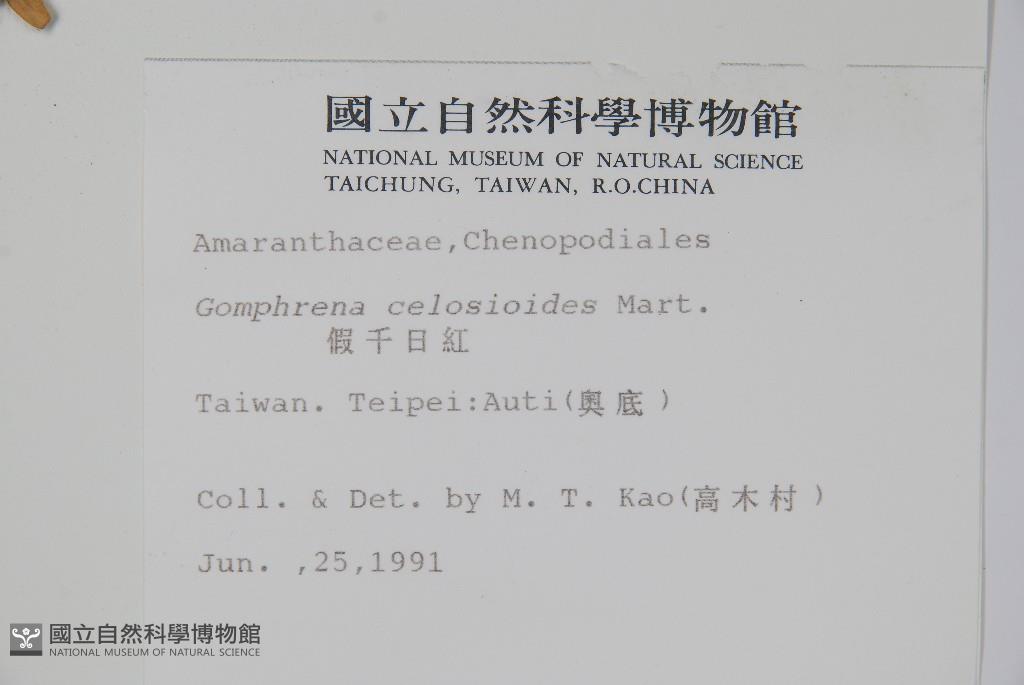 國立自然科學博物館
NATIONAL MUSEUM OF NATURAL SCIENCE
TAICHUNG, TAIWAN, R.O.CHINA
Amaranthaceae,Chenopodiales
Gomphrena celosioides Mart.
假千日紅
Taiwan. Teipei:Auti(奧底)
Coll. & Det. by M. T. Kao(高木村)
Jun. ,25,1991
國立自然科學博物館
NATIONAL MUSEUM OF NATURAL SCIENCE